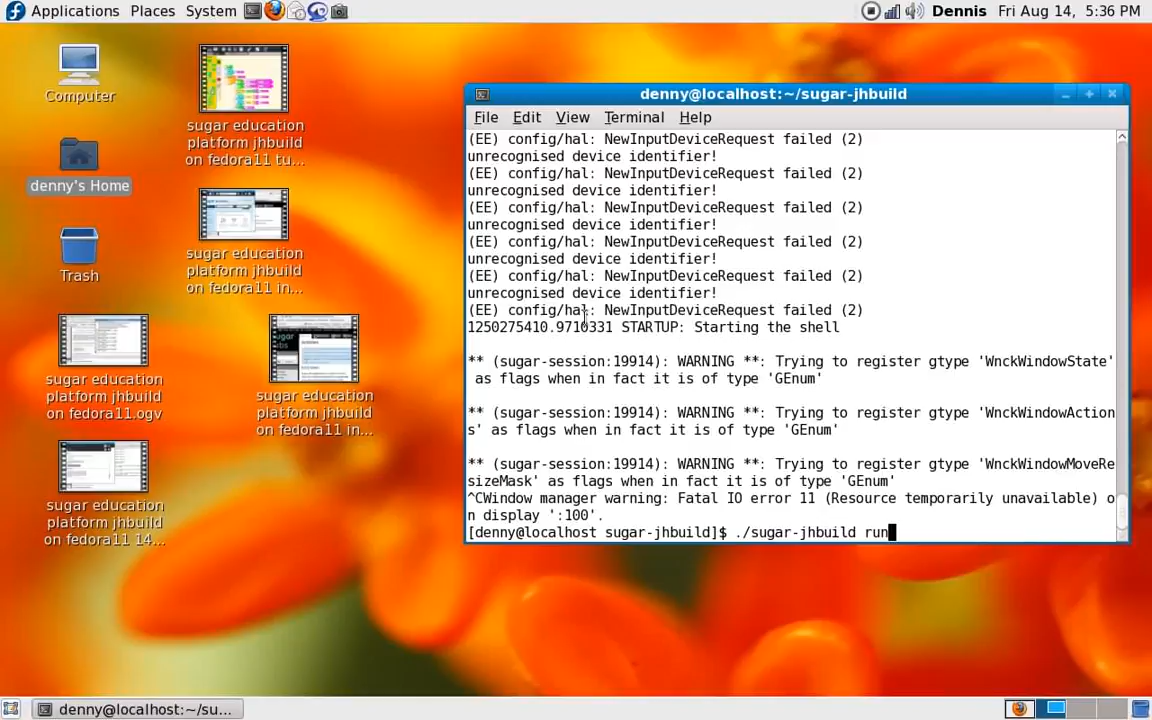 Applications Places System
Dennis Fri Aug 14, 5:36 PM
Computer
denny's Home
Trash
sugar education
platform jhbuild
on fedora11 tu...
sugar education
platform jhbuild
on fedora11 in...
sugar education
platform jhbuild
on fedora11.ogv
sugar education
platform jhbuild
on fedora11 in...
sugar education
platform jhbuild
on fedora11 14...
denny@localhost:~/sugar-jhbuild
File Edit View Terminal Help
(EE) config/hal: NewInputDeviceRequest failed (2)
unrecognised device identifier!
(EE) config/hal: NewInputDeviceRequest failed (2)
unrecognised device identifier!
(EE) config/hal: NewInputDeviceRequest failed (2)
unrecognised device identifier!
(EE) config/hal: NewInputDeviceRequest failed (2)
unrecognised device identifier!
(EE) config/hal: NewInputDeviceRequest failed (2)
unrecognised device identifier!
(EE) config/hal: NewInputDeviceRequest failed (2)
1250275410.9710331 STARTUP: Starting the shell
** (sugar-session:19914): WARNING **: Trying to register gtype 'WnckWindowState'
as flags when in fact it is of type 'GEnum'
** (sugar-session:19914): WARNING **: Trying to register gtype 'WnckWindowAction
s' as flags when in fact it is of type 'GEnum'
** (sugar-session:19914): WARNING **: Trying to register gtype 'WnckWindowMoveRe
sizeMask' as flags when in fact it is of type 'GEnum'
^CWindow manager warning: Fatal IO error 11 (Resource temporarily unavailable) o
n display ':100'.
[denny@localhost sugar-jhbuild]$ ./sugar-jhbuild run
denny@localhost:~/su...